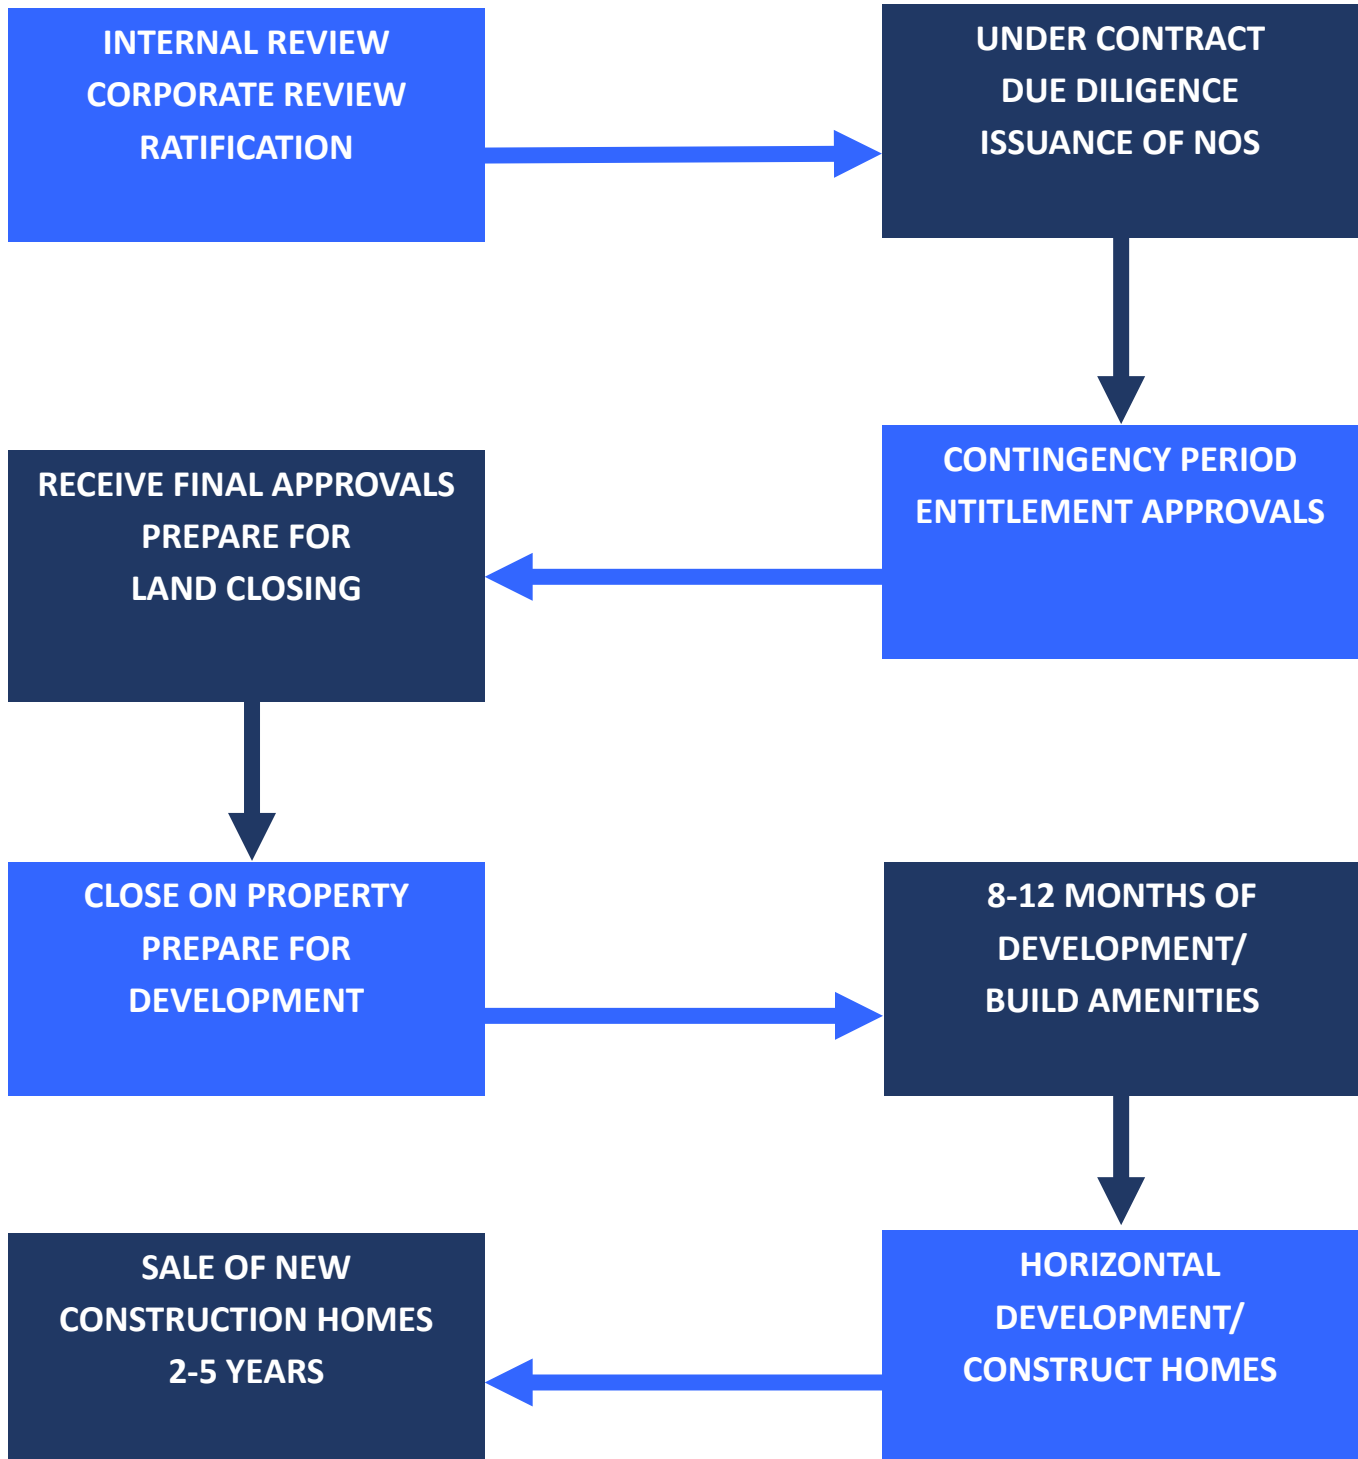 INTERNAL REVIEW
CORPORATE REVIEW
RATIFICATION
UNDER CONTRACT
DUE DILIGENCE
ISSUANCE OF NOS
CONTINGENCY PERIOD
ENTITLEMENT APPROVALS
RECEIVE FINAL APPROVALS
PREPARE FOR
LAND CLOSING
CLOSE ON PROPERTY
PREPARE FOR
DEVELOPMENT
8-12 MONTHS OF
DEVELOPMENT/
BUILD AMENITIES
HORIZONTAL
DEVELOPMENT/
CONSTRUCT HOMES
SALE OF NEW
CONSTRUCTION HOMES
2-5 YEARS